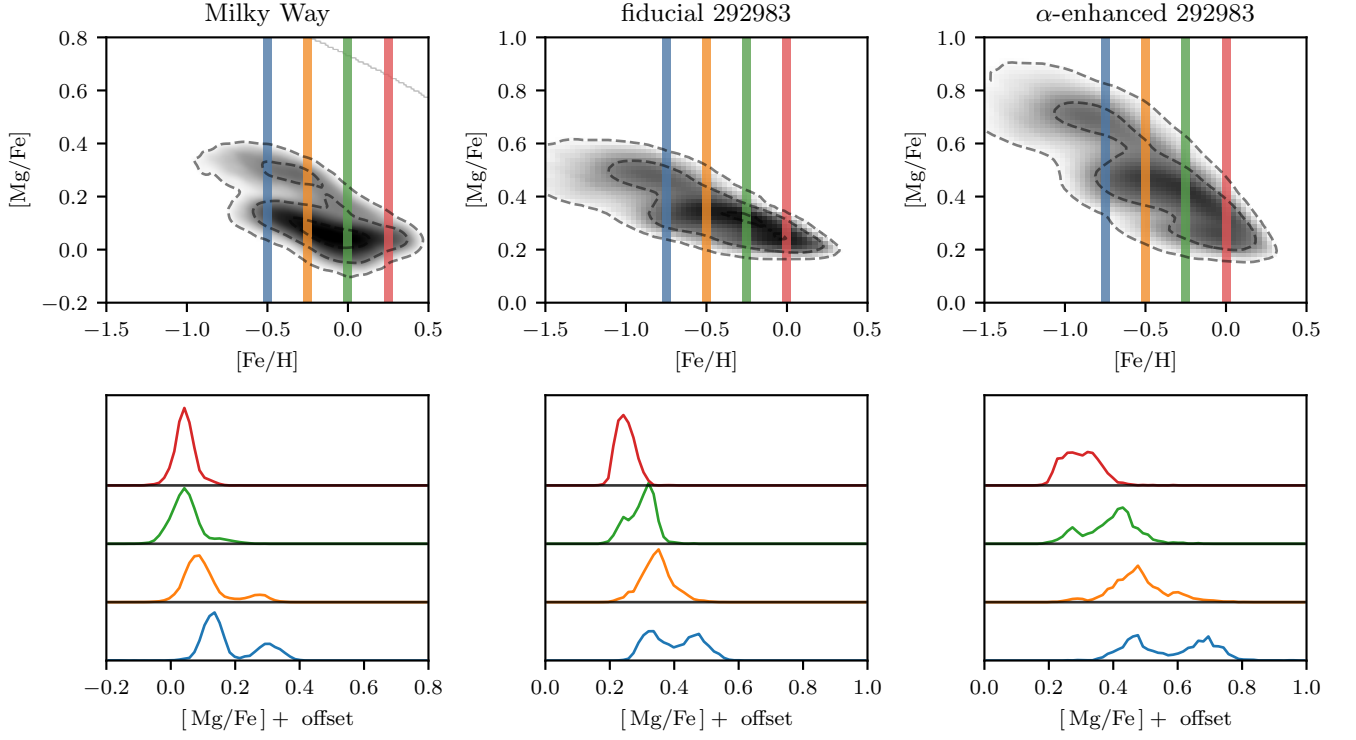 Milky Way
fiducial 292983
α-enhanced 292983
[Mg/Fe]
0.8
0.6
0.4
0.2
0.0
−0.2
−1.5 −1.0 −0.5 0.0 0.5
[Fe/H]
[Mg/Fe]
1.0
0.8
0.6
0.4
0.2
0.0
−1.5 −1.0 −0.5 0.0 0.5
[Fe/H]
[Mg/Fe]
1.0
0.8
0.6
0.4
0.2
0.0
−1.5 −1.0 −0.5 0.0 0.5
[Fe/H]
−0.2 0.0 0.2 0.4 0.6 0.8
[Mg/Fe] + offset
0.0 0.2 0.4 0.6 0.8 1.0
[Mg/Fe] + offset
0.0 0.2 0.4 0.6 0.8 1.0
[Mg/Fe] + offset